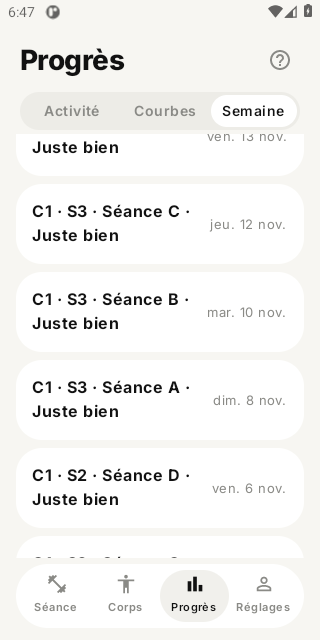 6:47
Progrès
Activité
Courbes
Semaine
ven. 13 nov.
Juste bien
C1 · S3 · Séance C ·
Juste bien
jeu. 12 nov.
C1 · S3 · Séance B ·
Juste bien
mar. 10 nov.
C1 · S3 · Séance A ·
Juste bien
dim. 8 nov.
C1 · S2 · Séance D ·
Juste bien
ven. 6 nov.
Séance
Corps
Progrès
Réglages